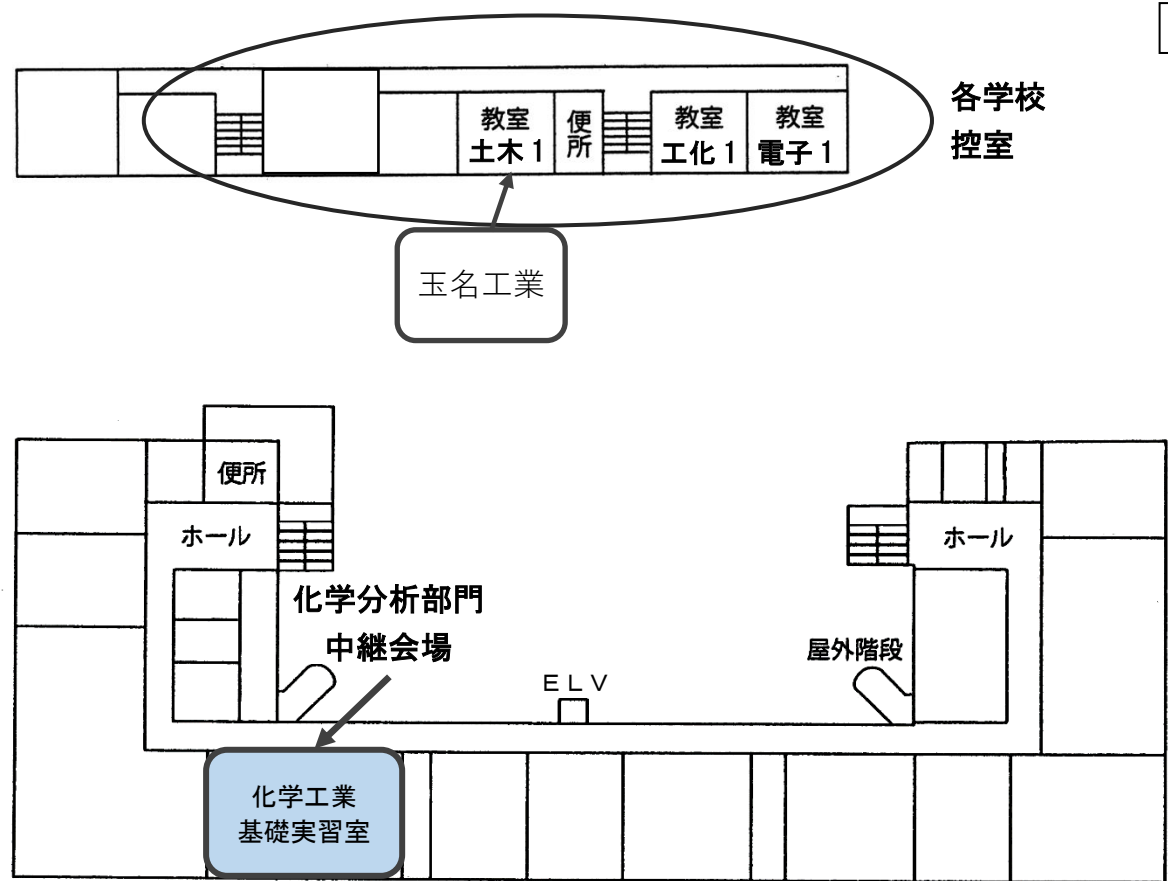 各学校
控室
教室
土木１
便所
教室
工化１
教室
電子１
玉名工業
便所
ホール
ホール
化学分析部門
中継会場
屋外階段
ＥＬＶ
化学工業
基礎実習室